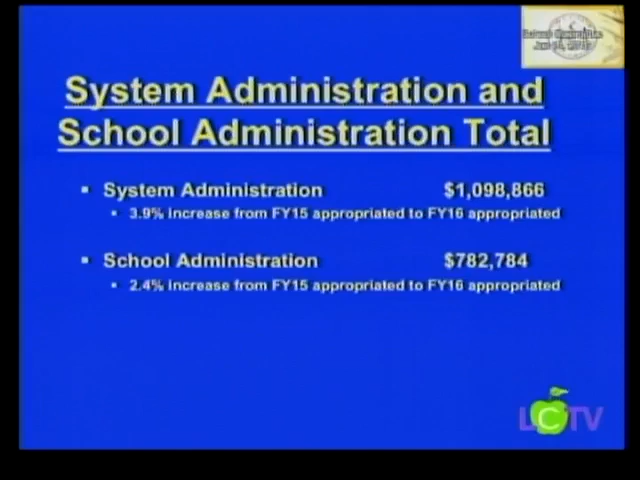 System Administration and
School Administration Total
▪ System Administration $1,098,866
▪ 3.9% increase from FY15 appropriated to FY16 appropriated
▪ School Administration $782,784
▪ 2.4% increase from FY15 appropriated to FY16 appropriated
LCTV